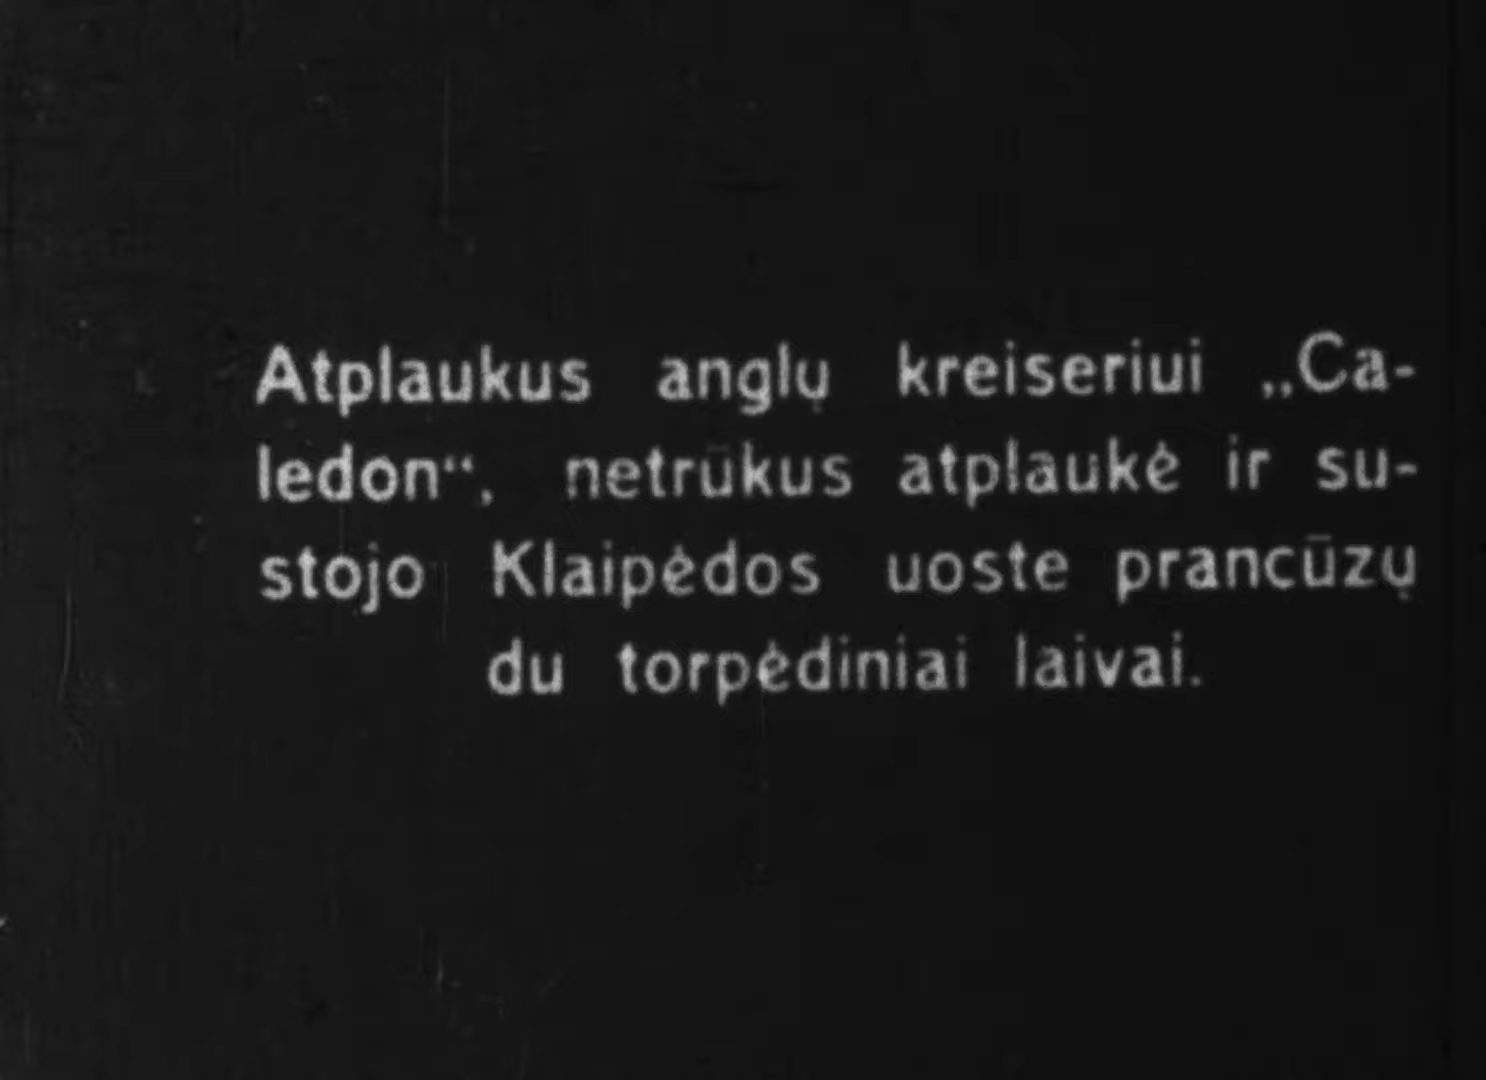 Atplaukus anglų kreiseriui „Ca-
ledon“, netrūkus atplaukė ir su-
stojo Klaipėdos uoste prancūzų
du torpėdiniai laivai.